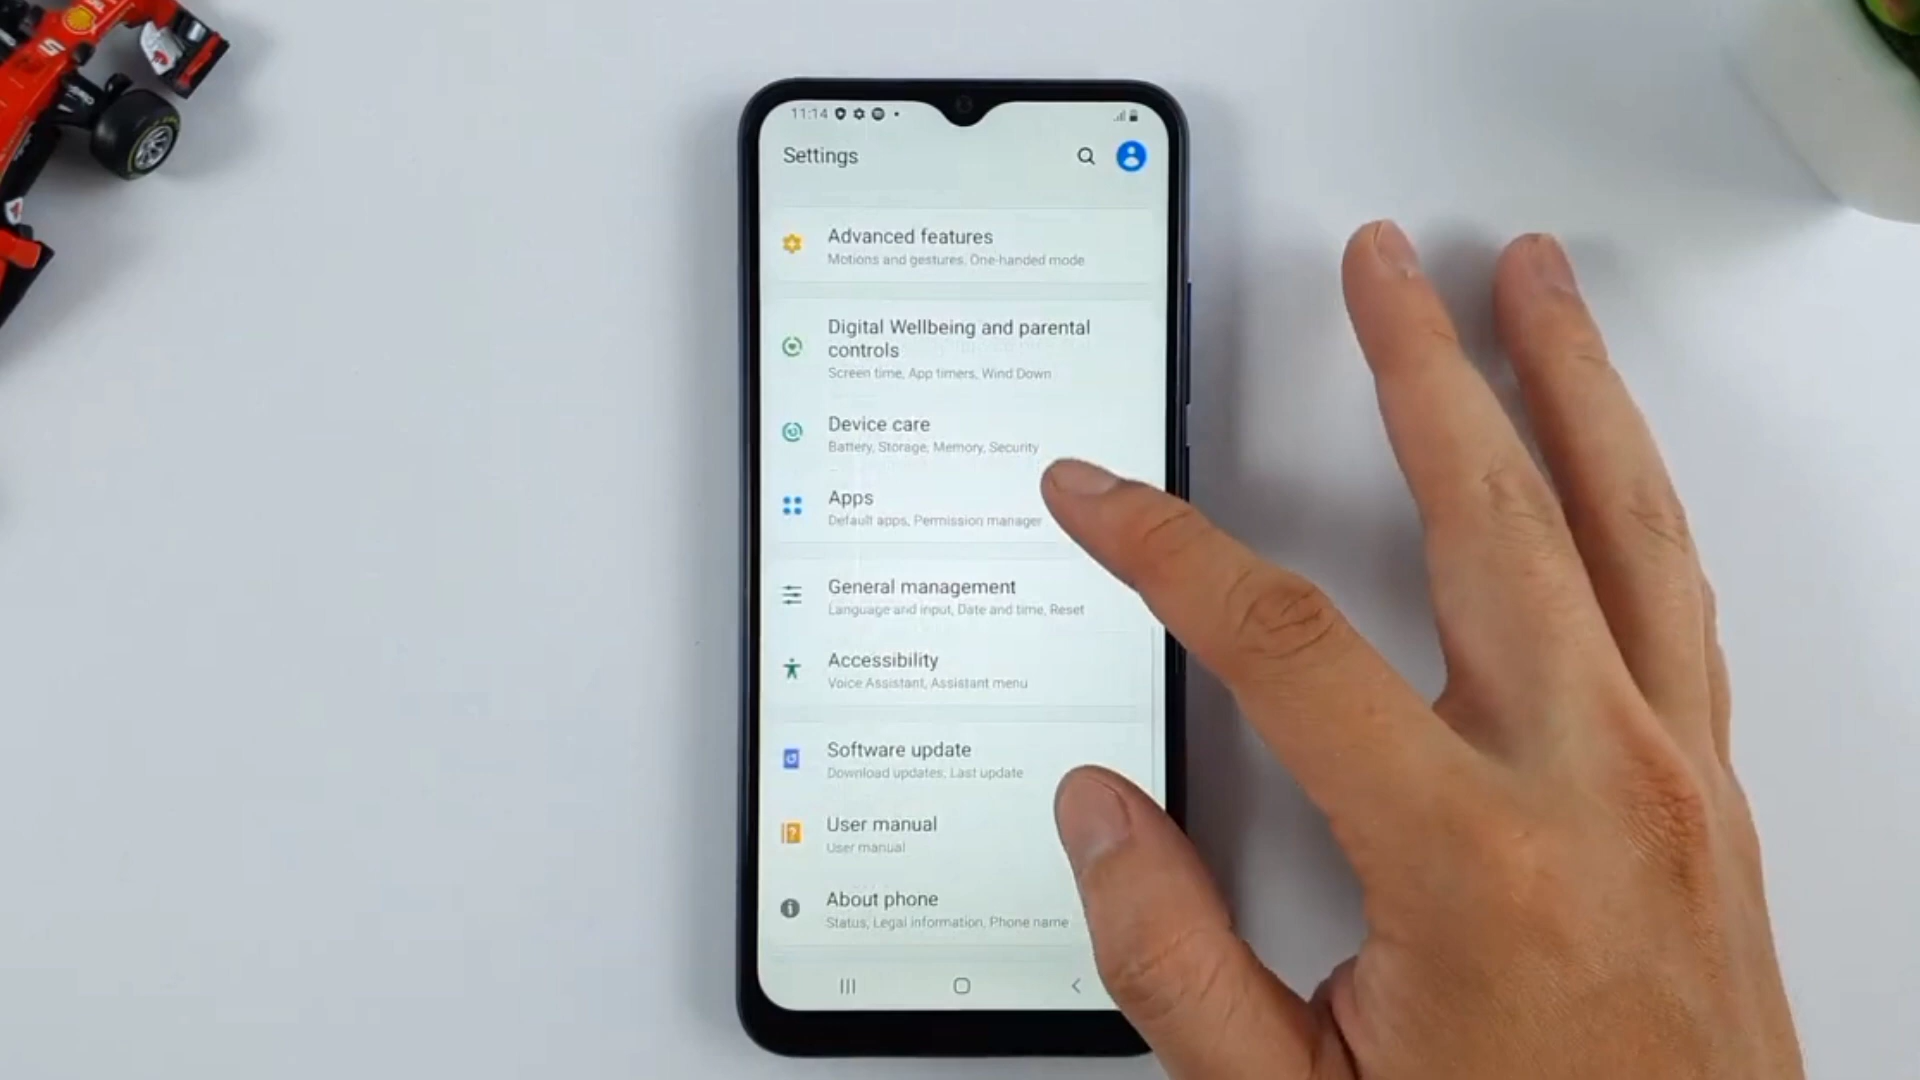 11:14
Settings
Advanced features
Motions and gestures, One-handed mode
Digital Wellbeing and parental
controls
Screen time, App timers, Wind Down
Device care
Battery, Storage, Memory, Security
Apps
Default apps, Permission manager
General management
Language and input, Date and time, Reset
Accessibility
Voice Assistant, Assistant menu
Software update
Download updates, Last update
User manual
User manual
About phone
Status, Legal information, Phone name